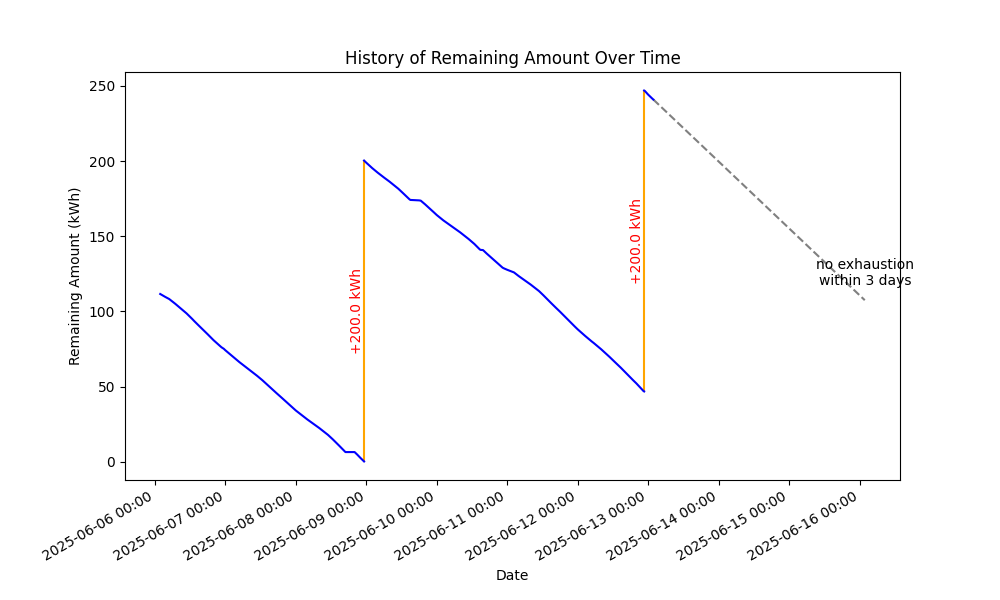 History of Remaining Amount Over Time
Remaining Amount (kWh)
250
200
150
100
50
0
+200.0 kWh
+200.0 kWh
no exhaustion
within 3 days
2025-06-06 00:00
2025-06-07 00:00
2025-06-08 00:00
2025-06-09 00:00
2025-06-10 00:00
2025-06-11 00:00
2025-06-12 00:00
2025-06-13 00:00
2025-06-14 00:00
2025-06-15 00:00
2025-06-16 00:00
Date